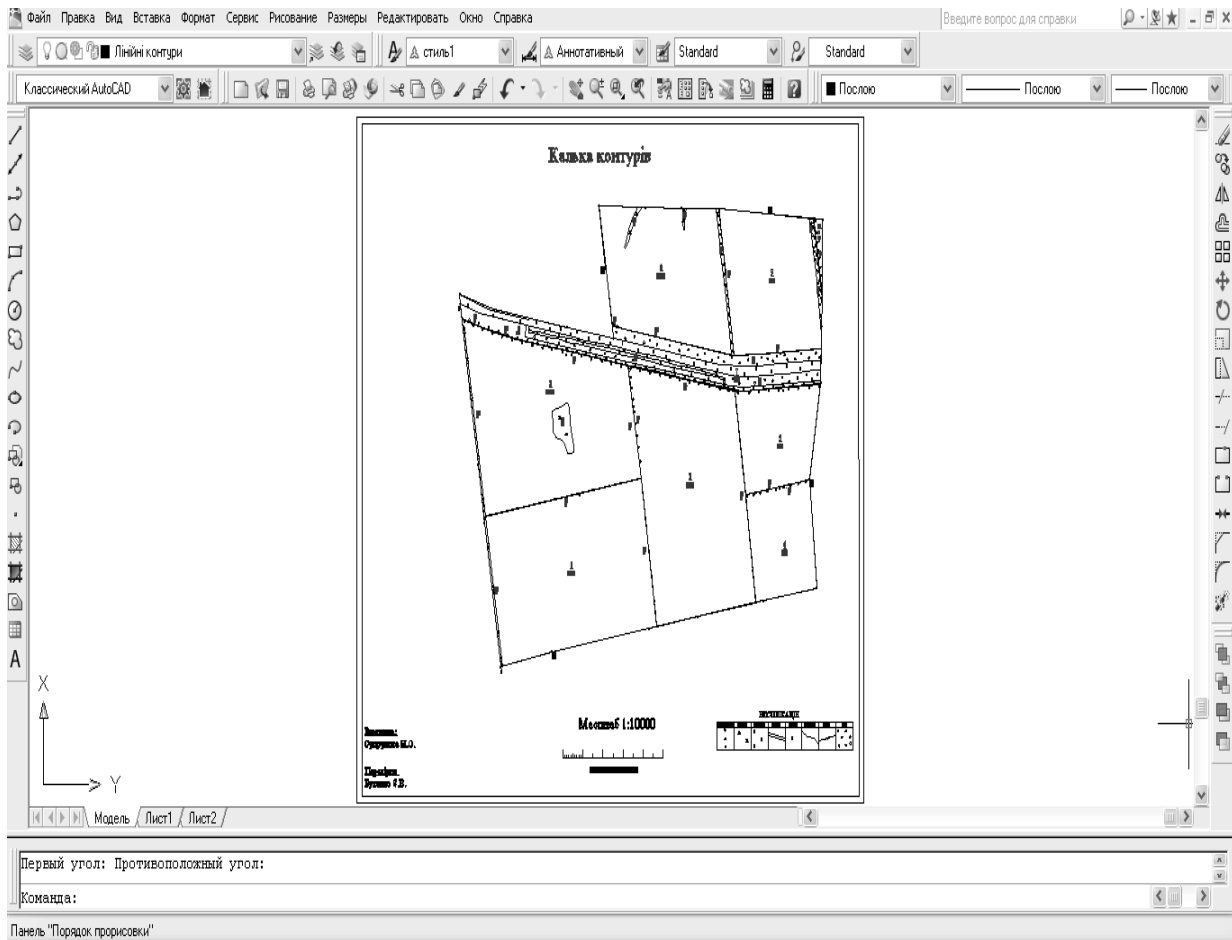 Файл Правка Вид Вставка Формат Сервис Рисование Размеры Редактировать Окно Справка
Введите вопрос для справки
Лінійні контури
стиль1
Аннотативный
Standard
Standard
Классический AutoCAD
Послою
Послою
Послою
Калька контурів
Масштаб 1:10000
X
Y
Модель Лист1 Лист2
Первый угол: Противоположный угол:
Команда:
Панель "Порядок прорисовки"